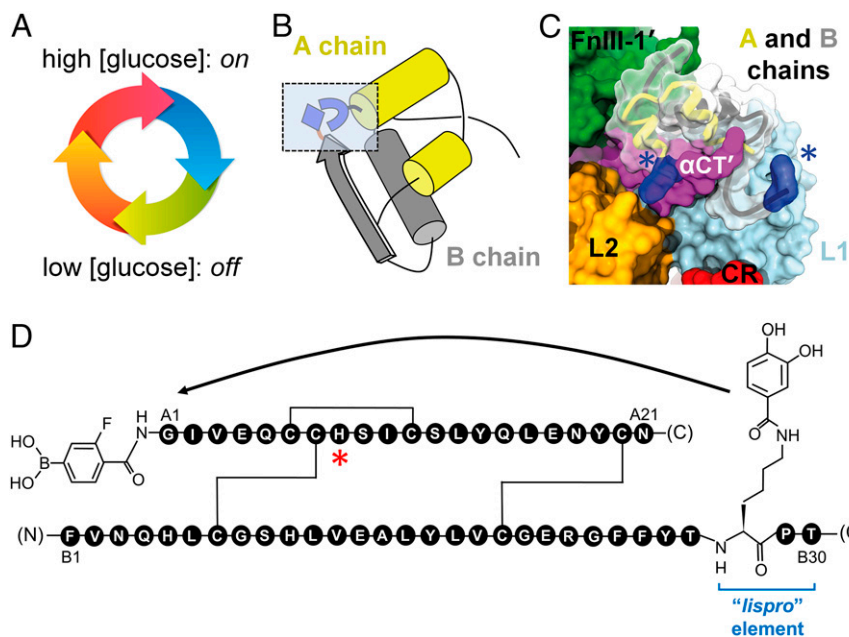 A
high [glucose]: on
low [glucose]: off
B
A chain
B chain
C
FnIII-1′
A and B
chains
*
αCT′
*
L2
L1
CR
D
OH
OH
O
NH
HO
B
HO
F
O
H
N
A1
A21
G I V E Q C C H S I C S L Y Q L E N Y C N (C)
*
(N) F V N Q H L C G S H L V E A L Y L V C G E R G F F Y T
N
H
O
P T (C
B1
B30
"lispro"
element